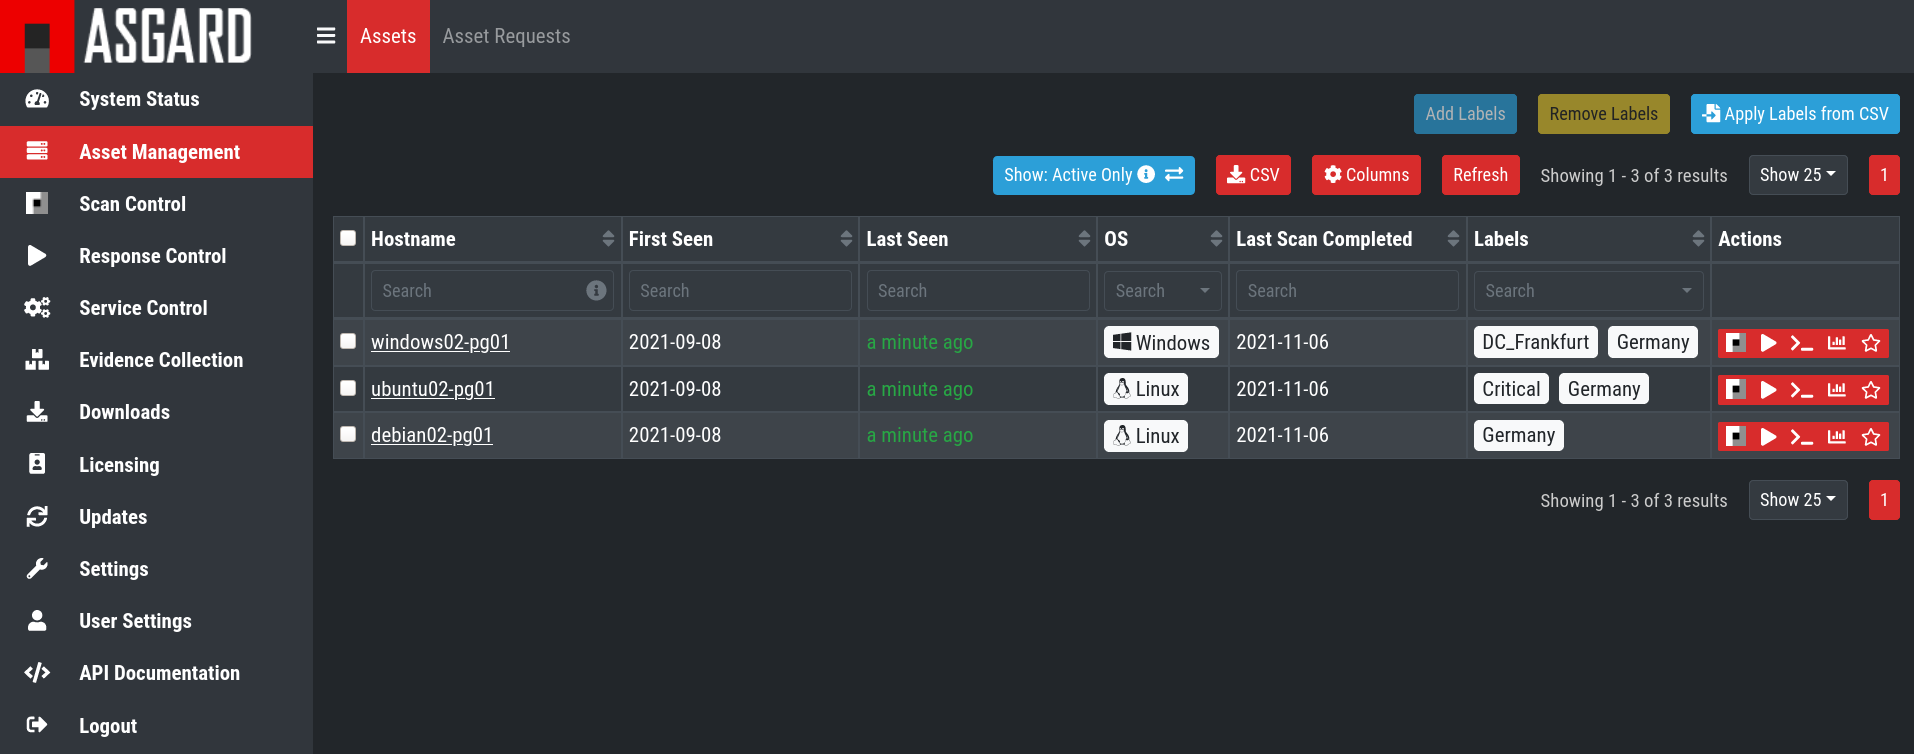 ASGARD
Assets Asset Requests
System Status
Asset Management
Scan Control
Response Control
Service Control
Evidence Collection
Downloads
Licensing
Updates
Settings
User Settings
API Documentation
Logout
Add Labels Remove Labels Apply Labels from CSV
Show: Active Only CSV Columns Refresh Showing 1 - 3 of 3 results Show 25 1
Hostname First Seen Last Seen OS Last Scan Completed Labels Actions
Search Search Search Search Search Search
windows02-pg01 2021-09-08 a minute ago Windows 2021-11-06 DC_Frankfurt Germany
ubuntu02-pg01 2021-09-08 a minute ago Linux 2021-11-06 Critical Germany
debian02-pg01 2021-09-08 a minute ago Linux 2021-11-06 Germany
Showing 1 - 3 of 3 results Show 25 1